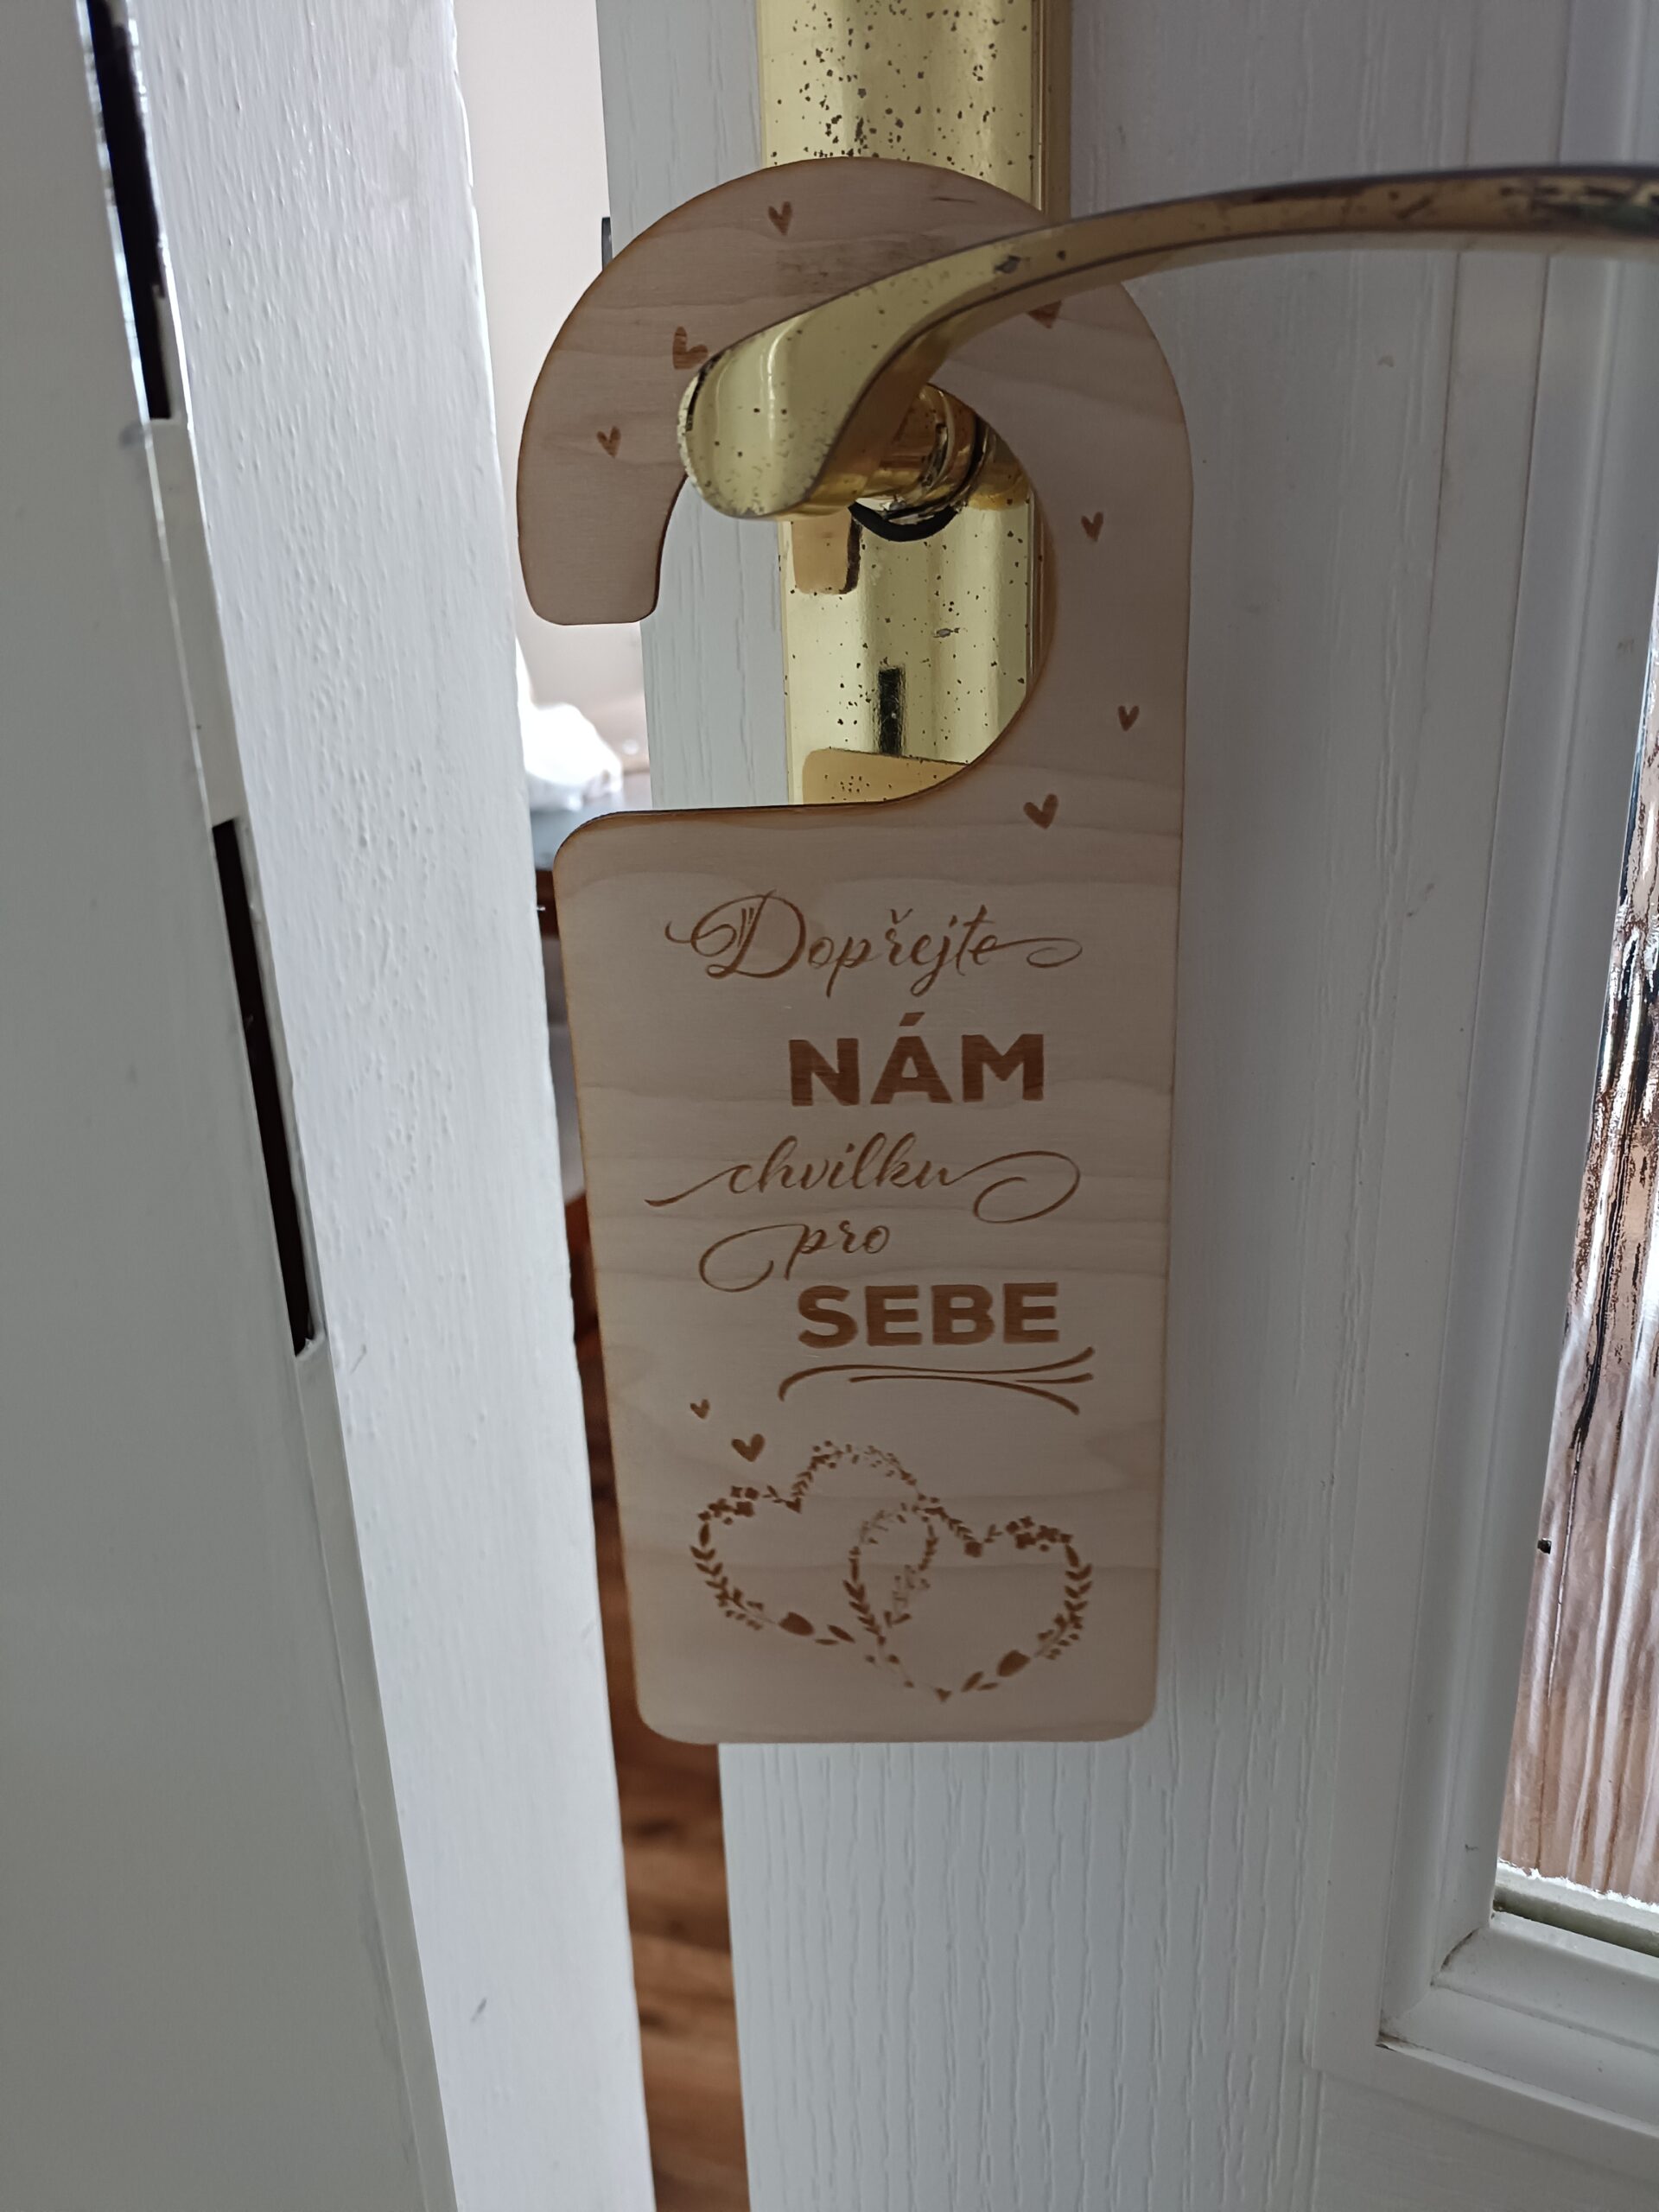 Dopřejte
NÁM
chvilku
pro
SEBE